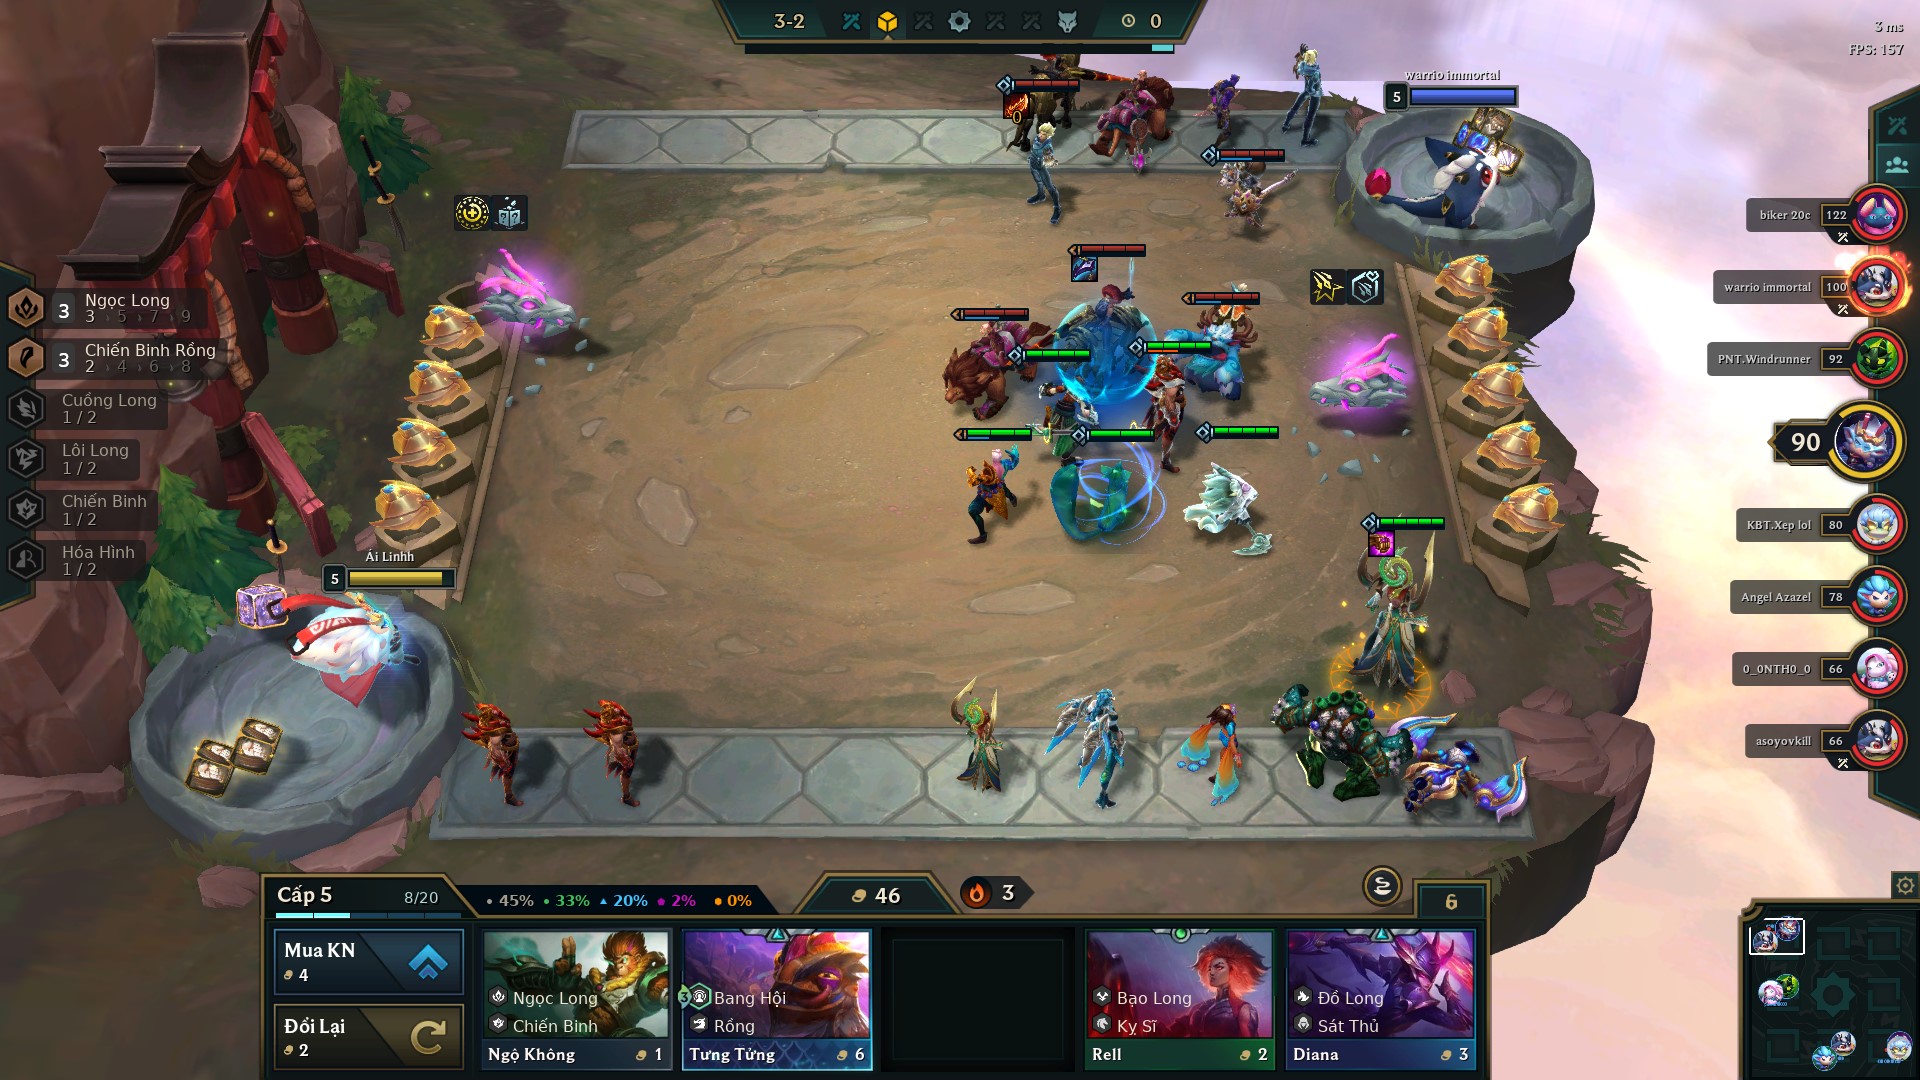 3-2
0
3 ms
FPS: 157
warrio immortal
5
0
biker 20c 122
warrio immortal 100
PNT.Windrunner 92
90
KBT.Xep lol 80
Angel Azazel 78
0_0NTH0_0 66
asoyovkill 66
3 Ngọc Long
3 5 7 9
3 Chiến Binh Rồng
2 4 6 8
Cuồng Long
1 / 2
Lôi Long
1 / 2
Chiến Binh
1 / 2
Hóa Hình
1 / 2
Ái Linhh
5
Cấp 5
8/20
45% 33% 20% 2% 0%
46
3
6
Mua KN
4
Đổi Lại
2
Ngọc Long
Chiến Binh
Ngộ Không 1
3 Bang Hội
Rồng
Tưng Tửng 6
Bạo Long
Kỵ Sĩ
Rell 2
Đồ Long
Sát Thủ
Diana 3